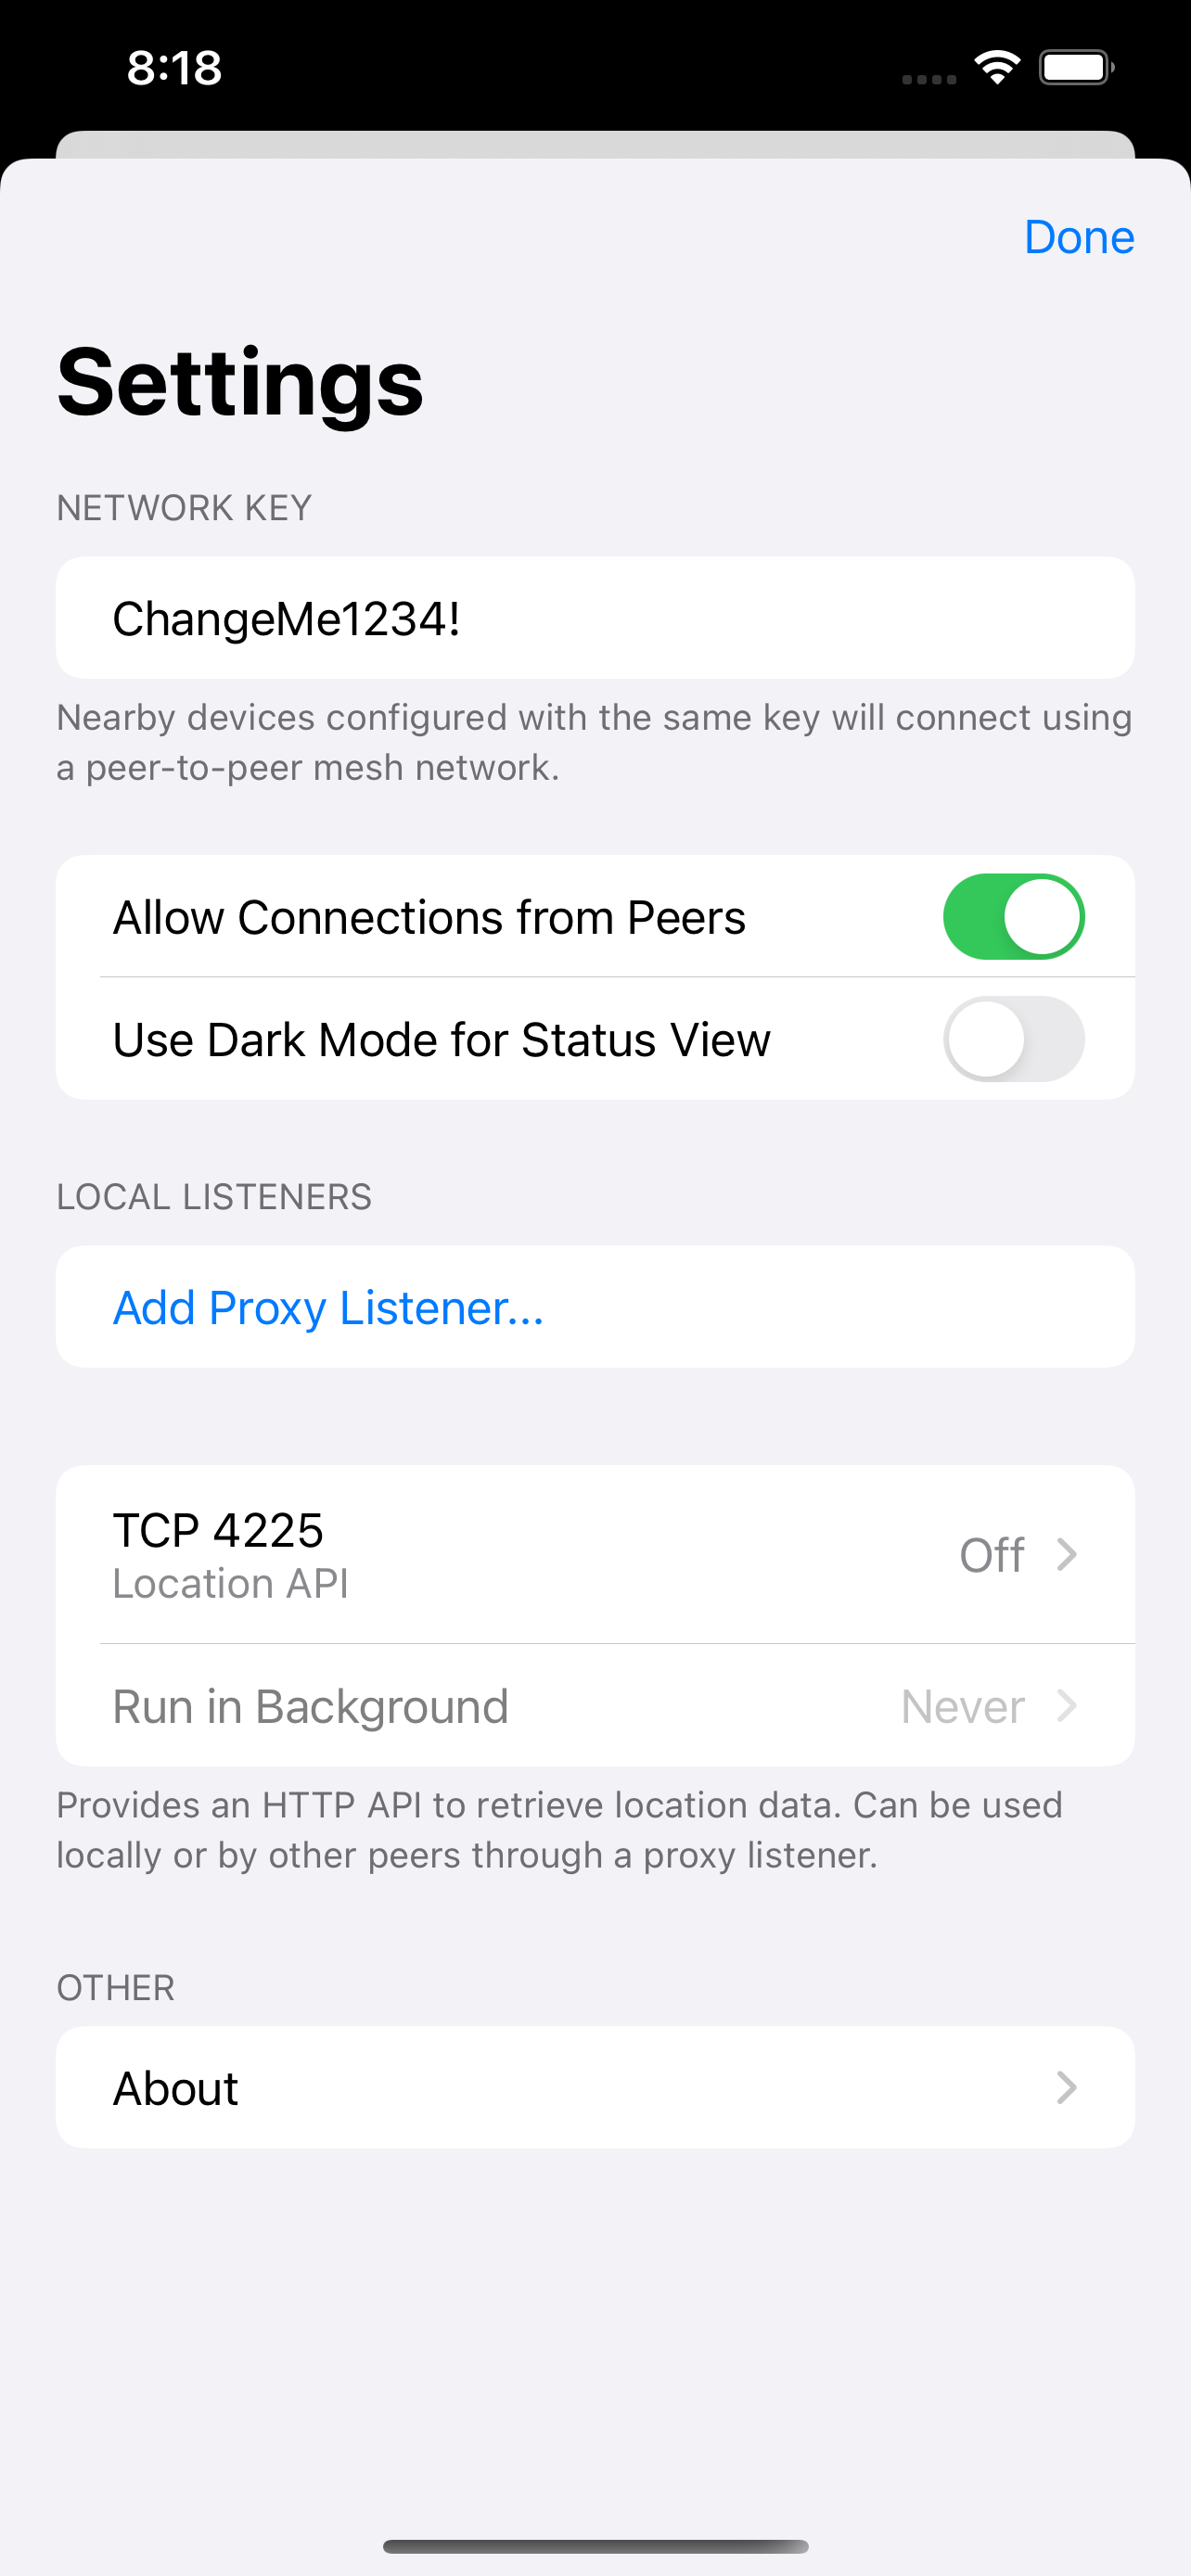 8:18
Done
Settings
NETWORK KEY
ChangeMe1234!
Nearby devices configured with the same key will connect using
a peer-to-peer mesh network.
Allow Connections from Peers
Use Dark Mode for Status View
LOCAL LISTENERS
Add Proxy Listener...
TCP 4225
Location API
Off
Run in Background
Never
Provides an HTTP API to retrieve location data. Can be used
locally or by other peers through a proxy listener.
OTHER
About